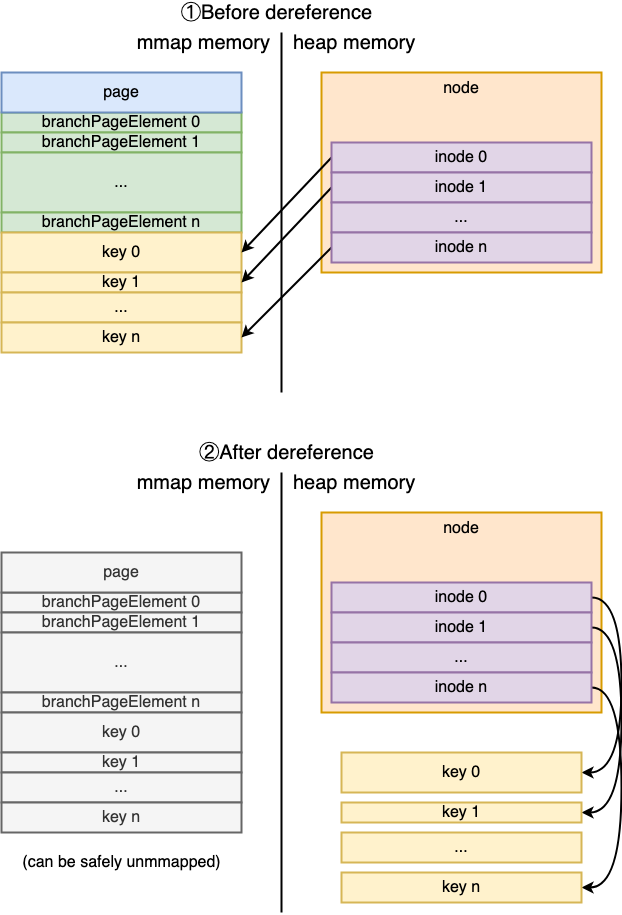 ①Before dereference
mmap memory
heap memory
page
branchPageElement 0
branchPageElement 1
...
branchPageElement n
key 0
key 1
...
key n
node
inode 0
inode 1
...
inode n
②After dereference
mmap memory
heap memory
page
branchPageElement 0
branchPageElement 1
...
branchPageElement n
key 0
key 1
...
key n
(can be safely unmmapped)
node
inode 0
inode 1
...
inode n
key 0
key 1
...
key n